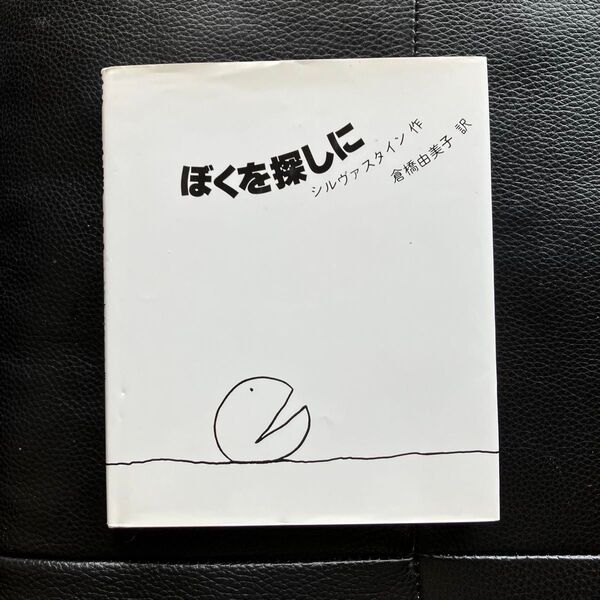 ぼくを探しに
シルヴァスタイン 作
倉橋由美子 訳